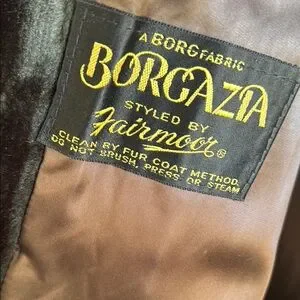 A BORG FABRIC
BORGAZIA
STYLED BY
Fairmoor®
CLEAN BY FUR COAT METHOD
DO NOT BRUSH, PRESS OR STEAM